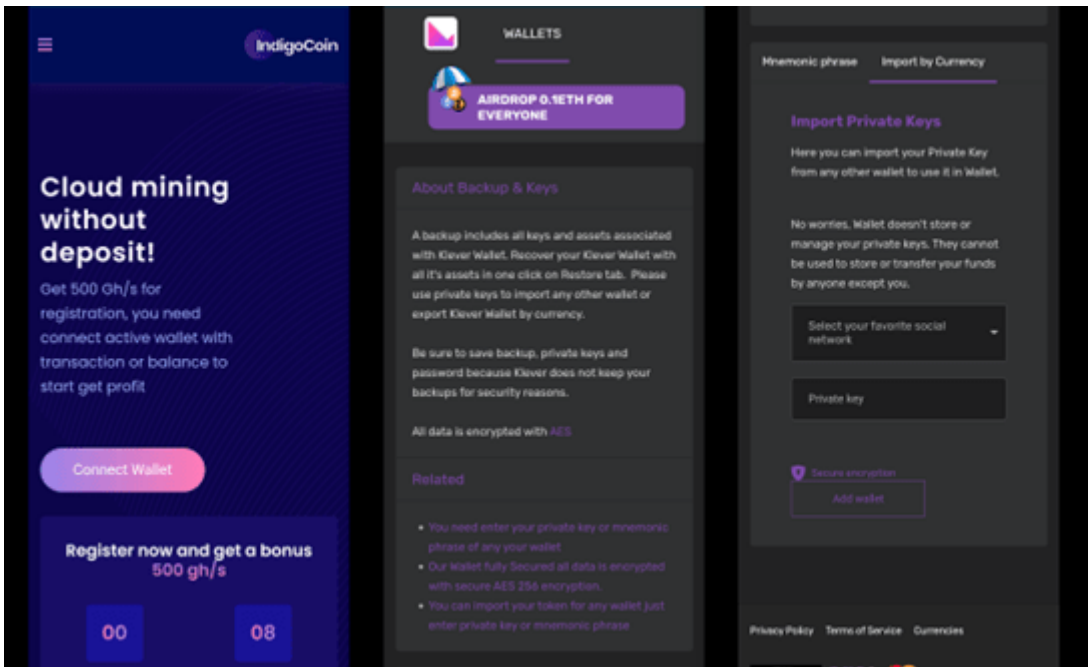 IndigoCoin
Cloud mining
without
deposit!
Get 500 Gh/s for
registration, you need
connect active wallet with
transaction or balance to
start get profit
Connect Wallet
Register now and get a bonus
500 gh/s
00
08
WALLETS
AIRDROP 0.1ETH FOR
EVERYONE
About Backup & Keys
A backup includes all keys and assets associated
with Klever Wallet. Recover your Klever Wallet with
all it's assets in one click on Restore tab. Please
use private keys to import any other wallet or
export Klever Wallet by currency.
Be sure to save backup, private keys and
password because Klever does not keep your
backups for security reasons.
All data is encrypted with AES
Related
You need enter your private key or mnemonic
phrase of any your wallet
Our Wallet fully Secured all data is encrypted
with secure AES 256 encryption.
You can import your token for any wallet just
enter private key or mnemonic phrase
Mnemonic phrase
Import by Currency
Import Private Keys
Here you can import your Private Key
from any other wallet to use it in Wallet.
No worries, Wallet doesn't store or
manage your private keys. They cannot
be used to store or transfer your funds
by anyone except you.
Select your favorite social
network
Private key
Secure encryption
Add wallet
Privacy Policy
Terms of Service
Currencies